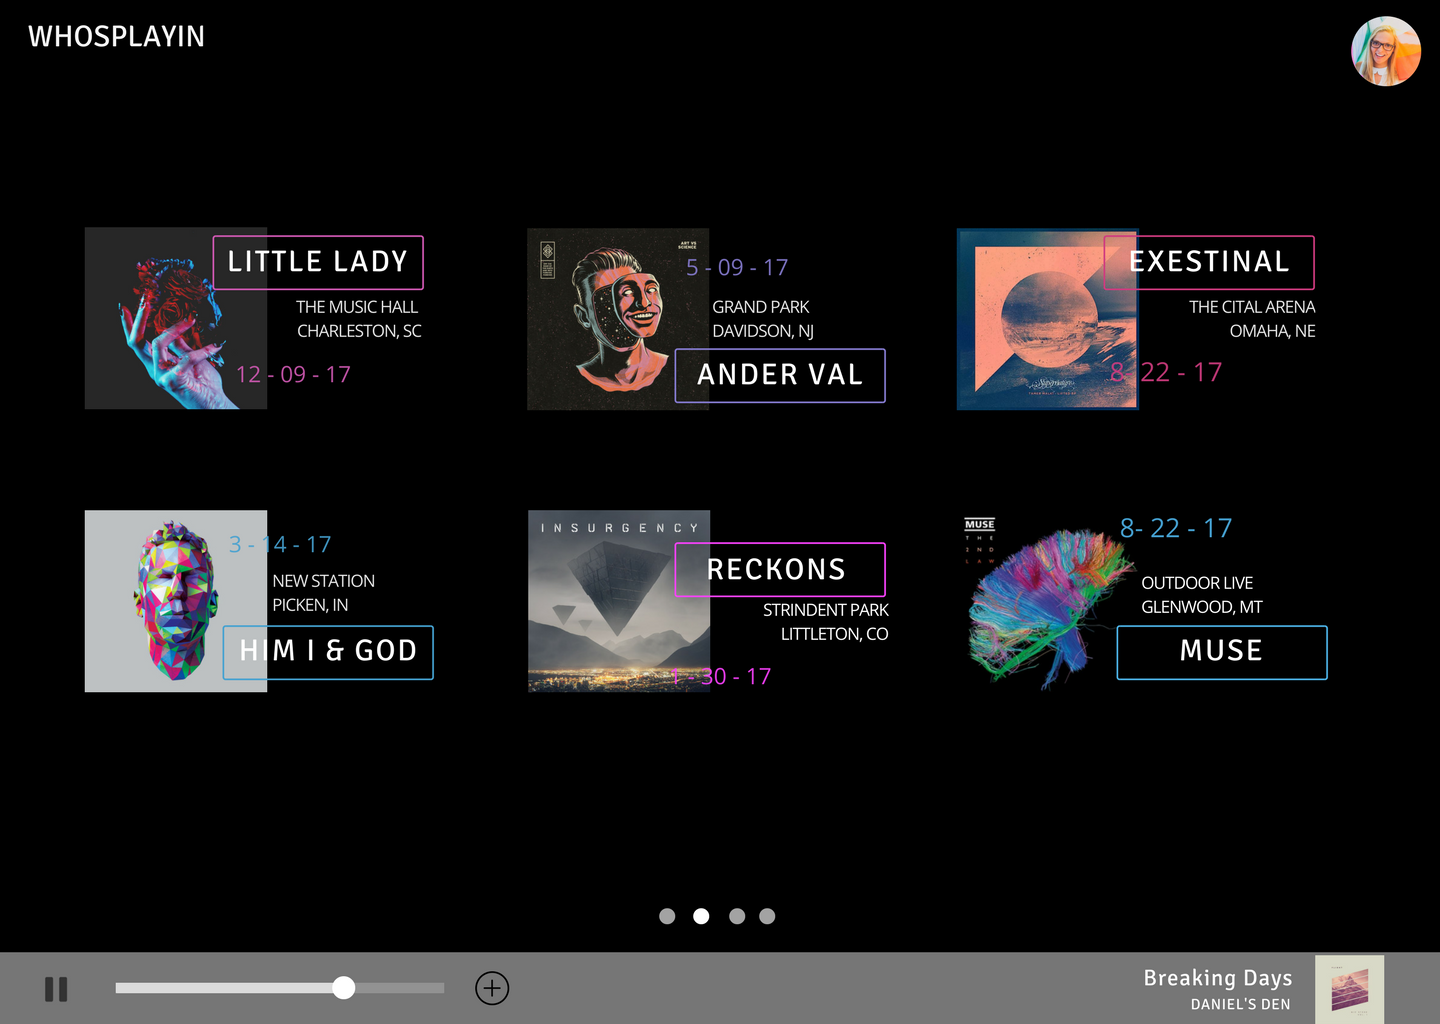 WHOSPLAYIN
LITTLE LADY
THE MUSIC HALL
CHARLESTON, SC
12 - 09 - 17
ART VS
SCIENCE
5 - 09 - 17
GRAND PARK
DAVIDSON, NJ
ANDER VAL
EXESTINAL
THE CITAL ARENA
OMAHA, NE
8- 22 - 17
3 - 14 - 17
NEW STATION
PICKEN, IN
HIM I & GOD
INSURGENCY
RECKONS
STRINDENT PARK
LITTLETON, CO
1 - 30 - 17
MUSE
THE
2ND
LAW
8- 22 - 17
OUTDOOR LIVE
GLENWOOD, MT
MUSE
Breaking Days
DANIEL'S DEN